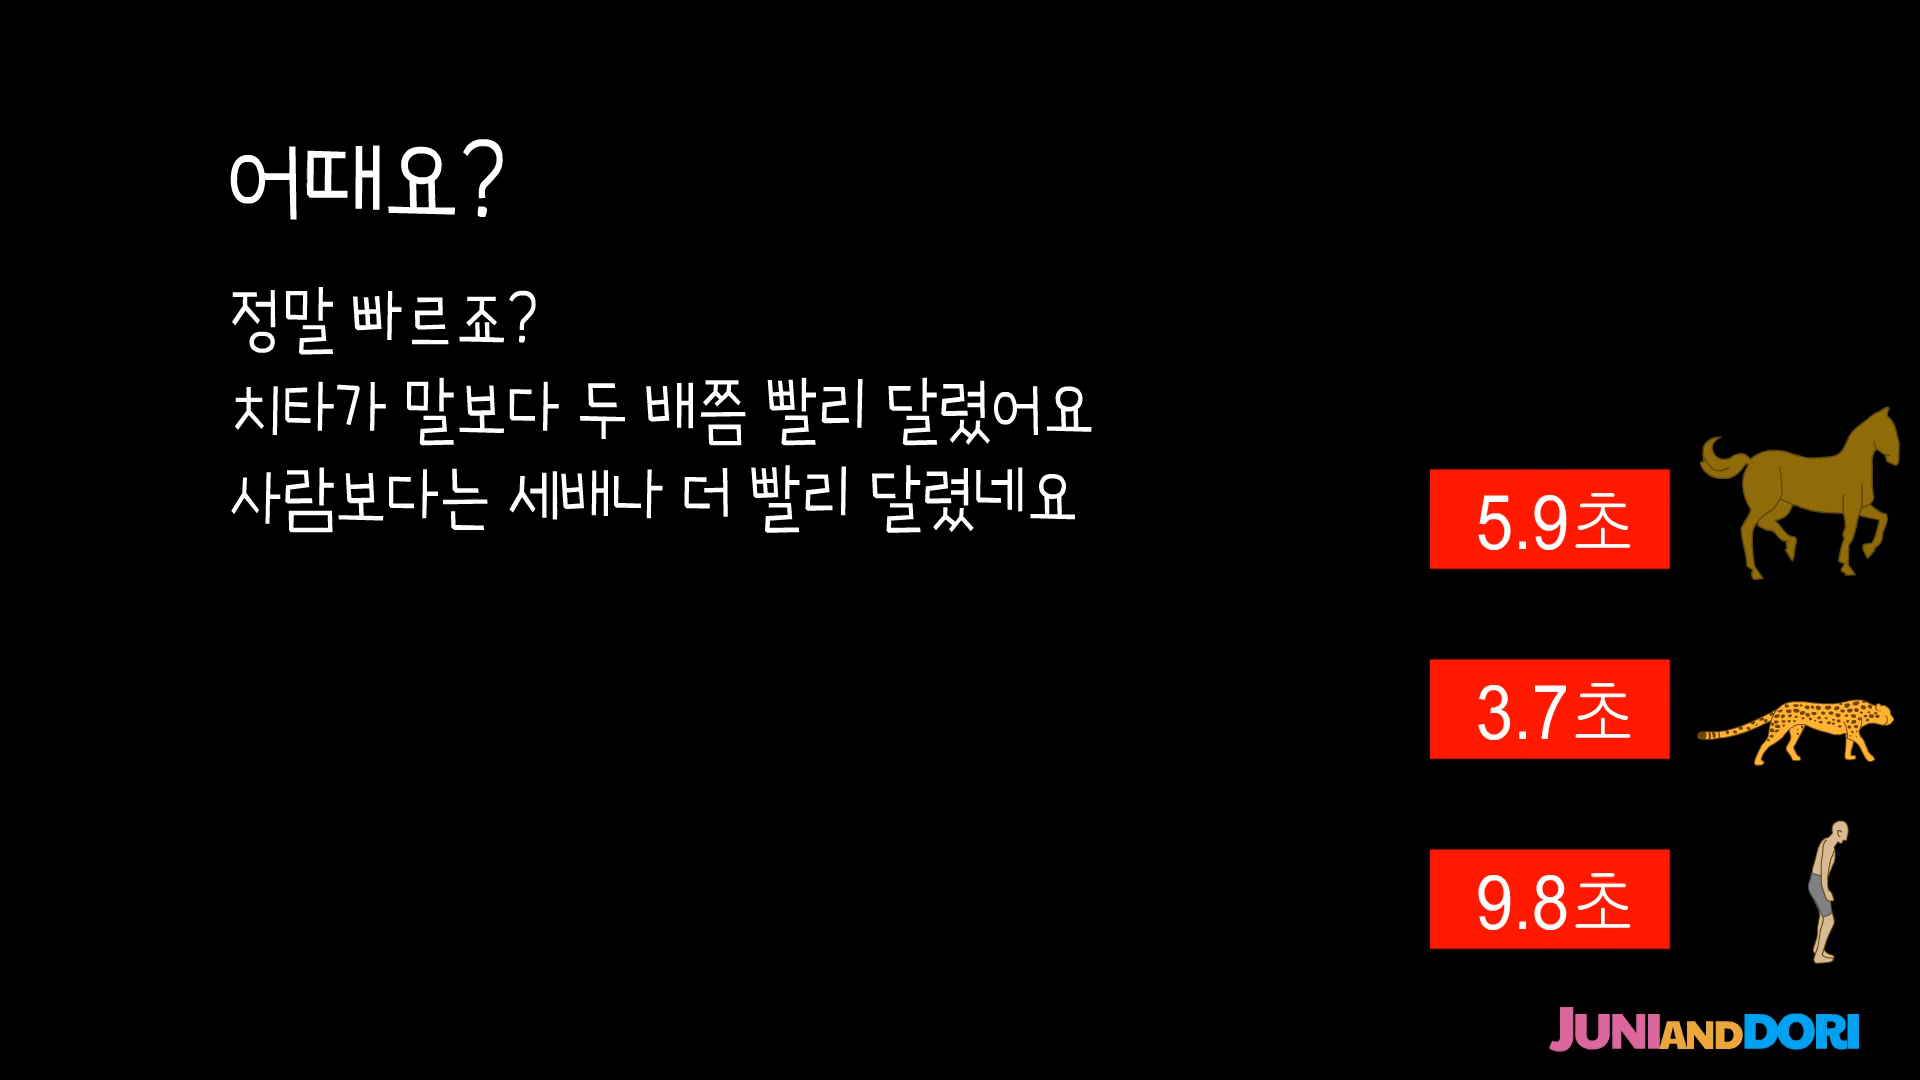 어때요?
정말 빠르죠?
치타가 말보다 두 배쯤 빨리 달렸어요
사람보다는 세배나 더 빨리 달렸네요
5.9초
3.7초
9.8초
JUNIANDDORI